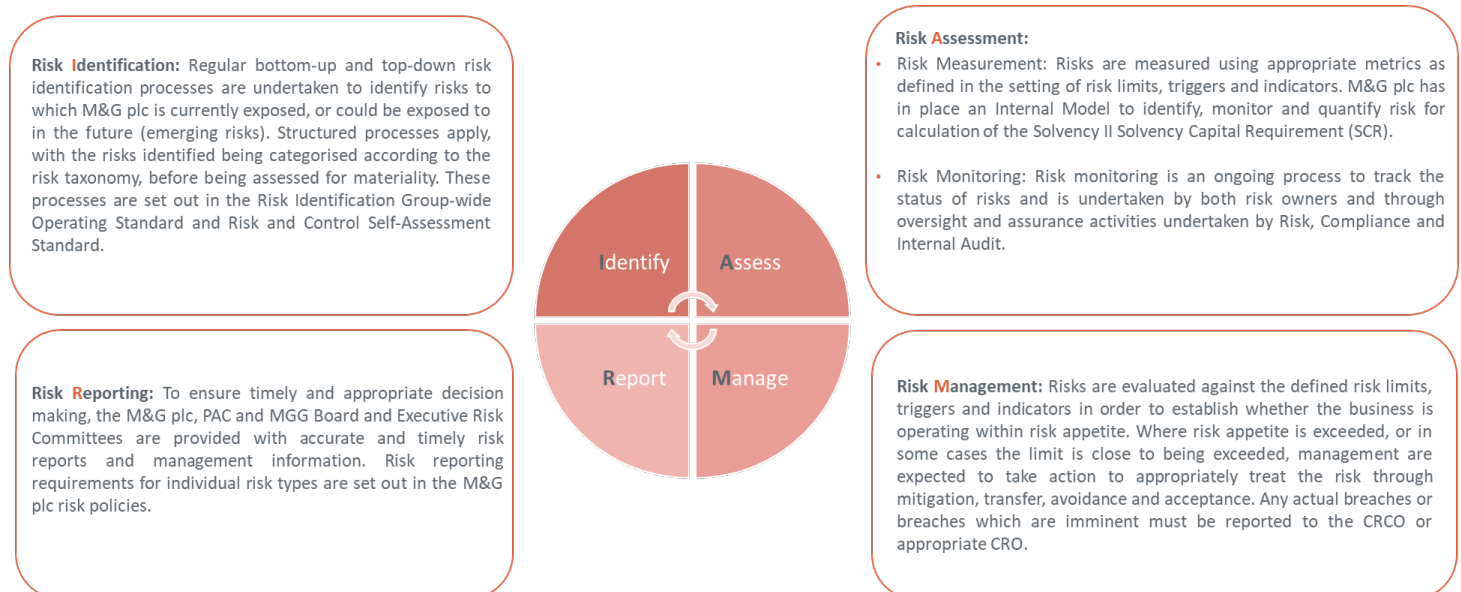 Risk Identification: Regular bottom-up and top-down risk
identification processes are undertaken to identify risks to
which M&G plc is currently exposed, or could be exposed to
in the future (emerging risks). Structured processes apply,
with the risks identified being categorised according to the
risk taxonomy, before being assessed for materiality. These
processes are set out in the Risk Identification Group-wide
Operating Standard and Risk and Control Self-Assessment
Standard.
Risk Assessment:
• Risk Measurement: Risks are measured using appropriate metrics as
defined in the setting of risk limits, triggers and indicators. M&G plc has
in place an Internal Model to identify, monitor and quantify risk for
calculation of the Solvency II Solvency Capital Requirement (SCR).
• Risk Monitoring: Risk monitoring is an ongoing process to track the
status of risks and is undertaken by both risk owners and through
oversight and assurance activities undertaken by Risk, Compliance and
Internal Audit.
Identify
Assess
Report
Manage
Risk Reporting: To ensure timely and appropriate decision
making, the M&G plc, PAC and MGG Board and Executive Risk
Committees are provided with accurate and timely risk
reports and management information. Risk reporting
requirements for individual risk types are set out in the M&G
plc risk policies.
Risk Management: Risks are evaluated against the defined risk limits,
triggers and indicators in order to establish whether the business is
operating within risk appetite. Where risk appetite is exceeded, or in
some cases the limit is close to being exceeded, management are
expected to take action to appropriately treat the risk through
mitigation, transfer, avoidance and acceptance. Any actual breaches or
breaches which are imminent must be reported to the CRCO or
appropriate CRO.